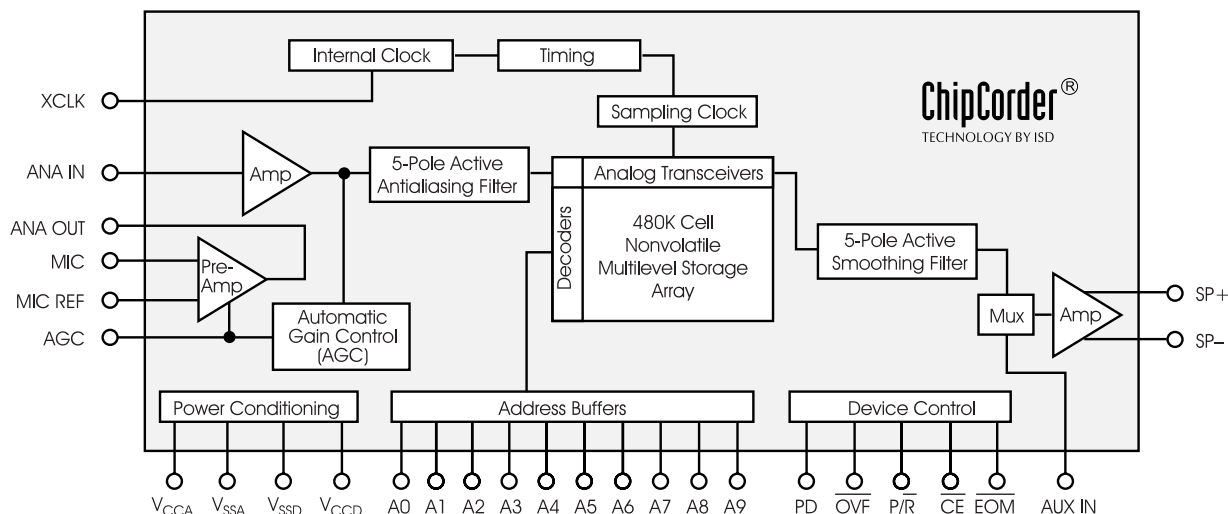 Internal Clock
Timing
XCLK
ChipCorder®
Sampling Clock
TECHNOLOGY BY ISD
ANA IN
Amp
5-Pole Active
Antialiasing Filter
Decoders
Analog Transceivers
480K Cell
Nonvolatile
Multilevel Storage
Array
ANA OUT
MIC
MIC REF
AGC
Pre-
Amp
Automatic
Gain Control
(AGC)
5-Pole Active
Smoothing Filter
Mux
Amp
SP+
SP–
Power Conditioning
Address Buffers
Device Control
VCCA VSSA VSSD VCCD A0 A1 A2 A3 A4 A5 A6 A7 A8 A9 PD O̅V̅F̅ P/R̅ C̅E̅ E̅O̅M̅ AUX IN